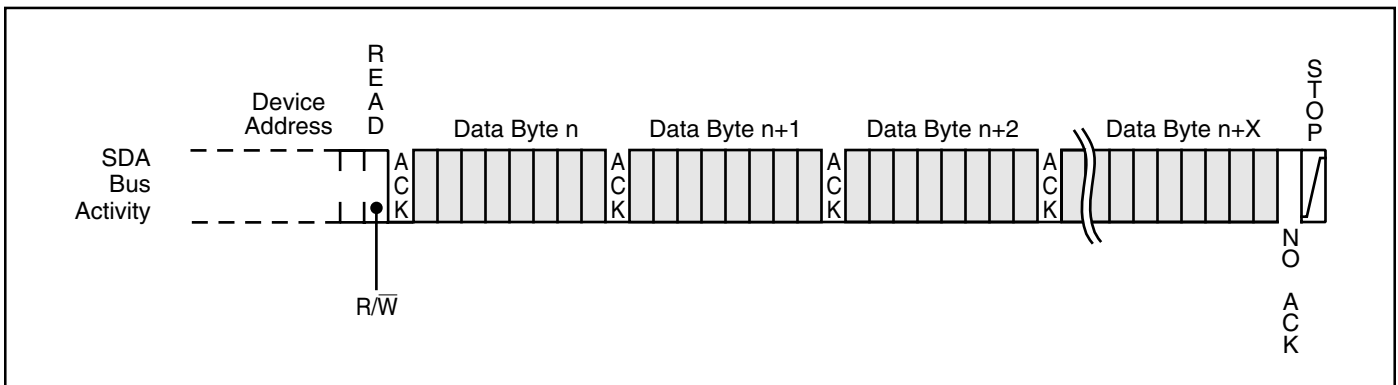 READ
STOP
Device
Address
Data Byte n
Data Byte n+1
Data Byte n+2
Data Byte n+X
SDA
Bus
Activity
ACK
ACK
ACK
ACK
NO ACK
R/W̅